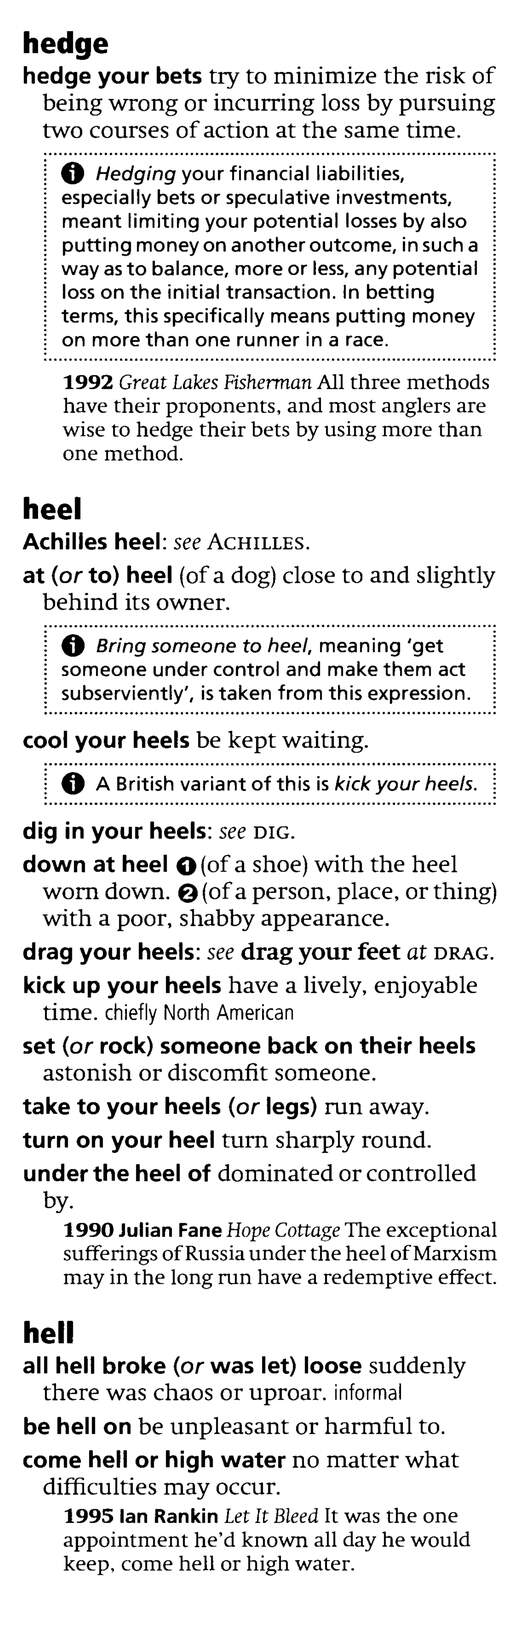 hedge
hedge your bets try to minimize the risk of
being wrong or incurring loss by pursuing
two courses of action at the same time.
Hedging your financial liabilities,
especially bets or speculative investments,
meant limiting your potential losses by also
putting money on another outcome, in such a
way as to balance, more or less, any potential
loss on the initial transaction. In betting
terms, this specifically means putting money
on more than one runner in a race.
1992 Great Lakes Fisherman All three methods
have their proponents, and most anglers are
wise to hedge their bets by using more than
one method.
heel
Achilles heel: see ACHILLES.
at (or to) heel (of a dog) close to and slightly
behind its owner.
Bring someone to heel, meaning 'get
someone under control and make them act
subserviently', is taken from this expression.
cool your heels be kept waiting.
A British variant of this is kick your heels.
dig in your heels: see DIG.
down at heel ❶ (of a shoe) with the heel
worn down. ❷ (of a person, place, or thing)
with a poor, shabby appearance.
drag your heels: see drag your feet at DRAG.
kick up your heels have a lively, enjoyable
time. chiefly North American
set (or rock) someone back on their heels
astonish or discomfit someone.
take to your heels (or legs) run away.
turn on your heel turn sharply round.
under the heel of dominated or controlled
by.
1990 Julian Fane Hope Cottage The exceptional
sufferings of Russia under the heel of Marxism
may in the long run have a redemptive effect.
hell
all hell broke (or was let) loose suddenly
there was chaos or uproar. informal
be hell on be unpleasant or harmful to.
come hell or high water no matter what
difficulties may occur.
1995 Ian Rankin Let It Bleed It was the one
appointment he'd known all day he would
keep, come hell or high water.